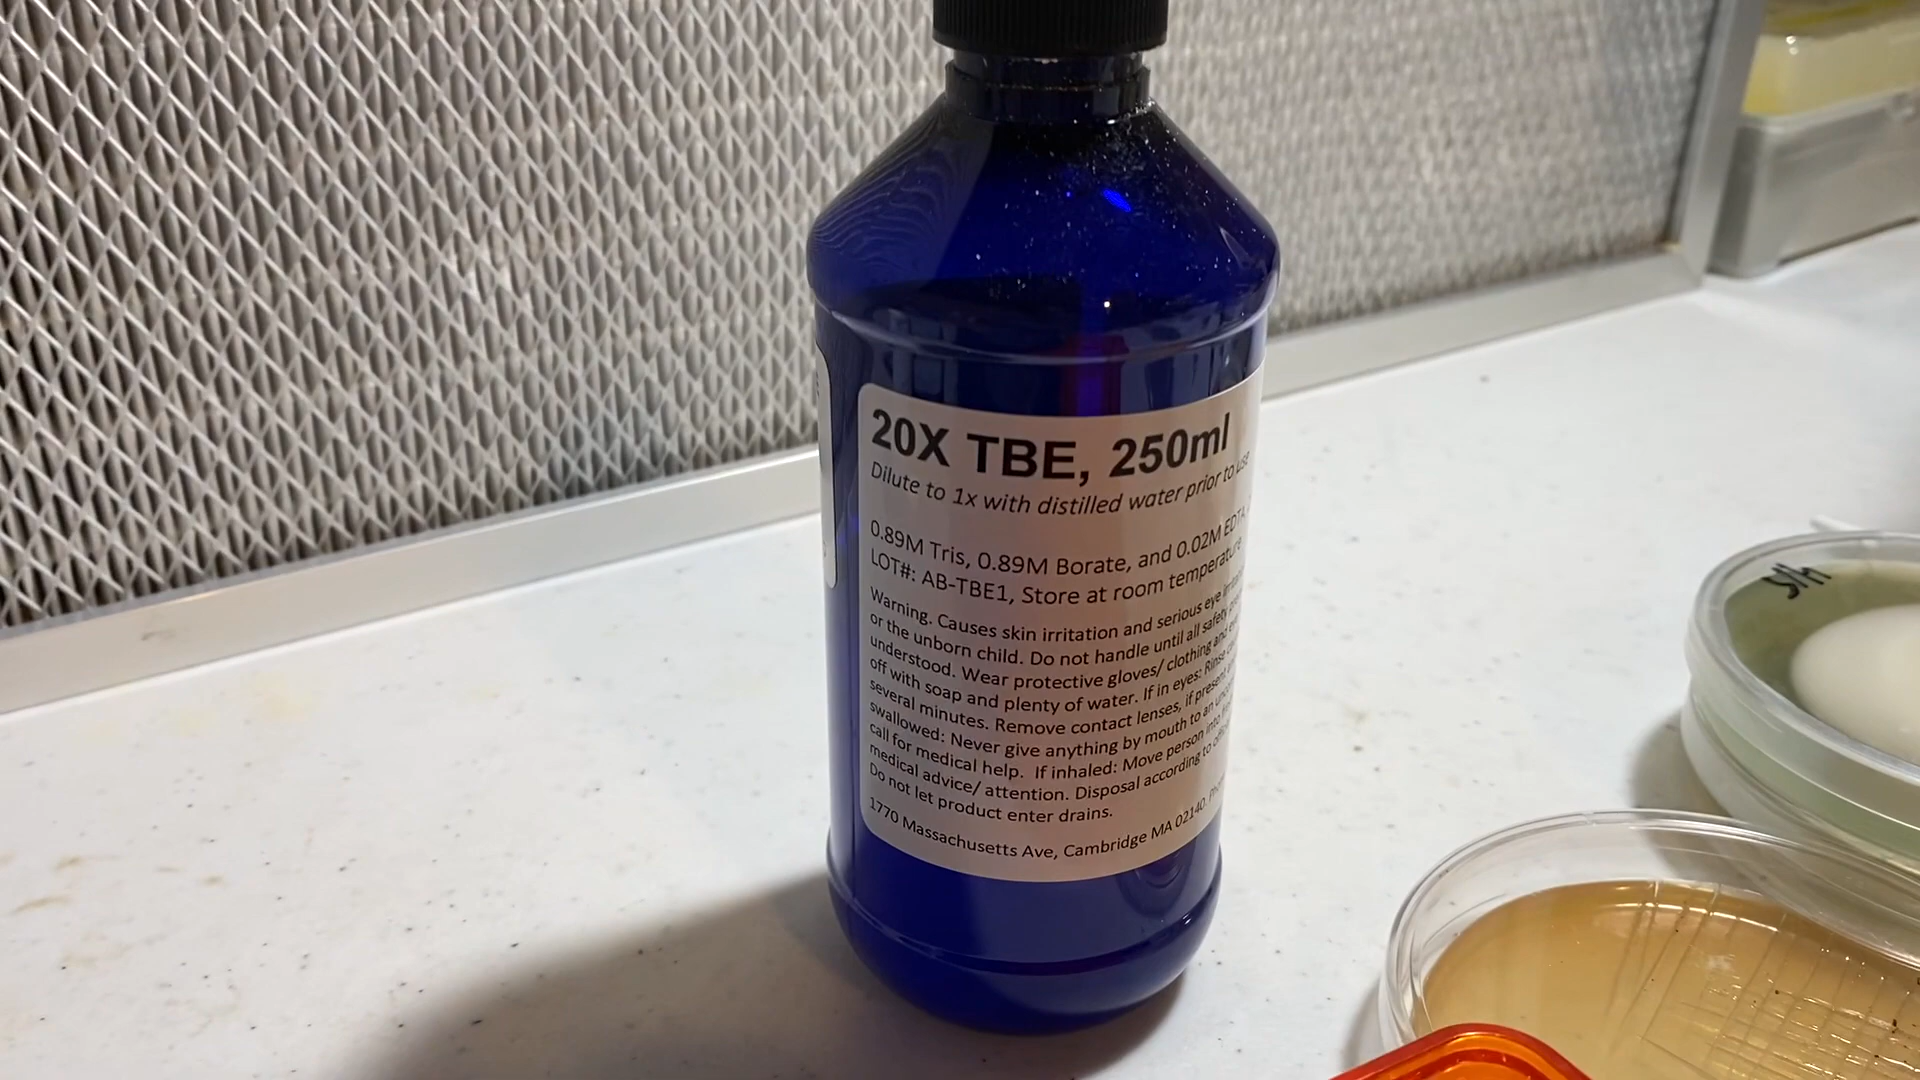 20X TBE, 250ml
Dilute to 1x with distilled water prior to use
0.89M Tris, 0.89M Borate, and 0.02M EDTA
LOT#: AB-TBE1, Store at room temperature
Warning. Causes skin irritation and serious eye
or the unborn child. Do not handle until all safety
understood. Wear protective gloves/ clothing and
off with soap and plenty of water. If in eyes: Rinse
several minutes. Remove contact lenses, if present
swallowed: Never give anything by mouth to an
call for medical help. If inhaled: Move person into
medical advice/ attention. Disposal according to
Do not let product enter drains.
1770 Massachusetts Ave, Cambridge MA 02140.